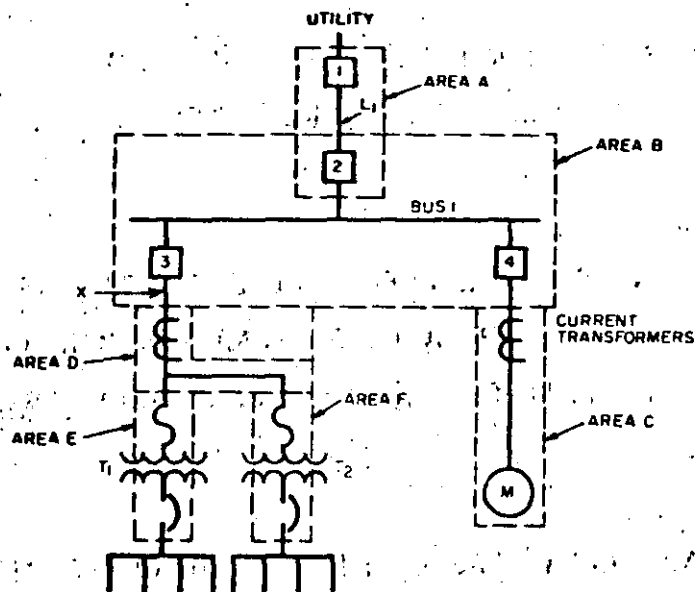 UTILITY
1
AREA A
L1
AREA B
2
BUS 1
3
4
X
CURRENT
TRANSFORMERS
AREA D
AREA F
AREA C
AREA E
T1
2
M